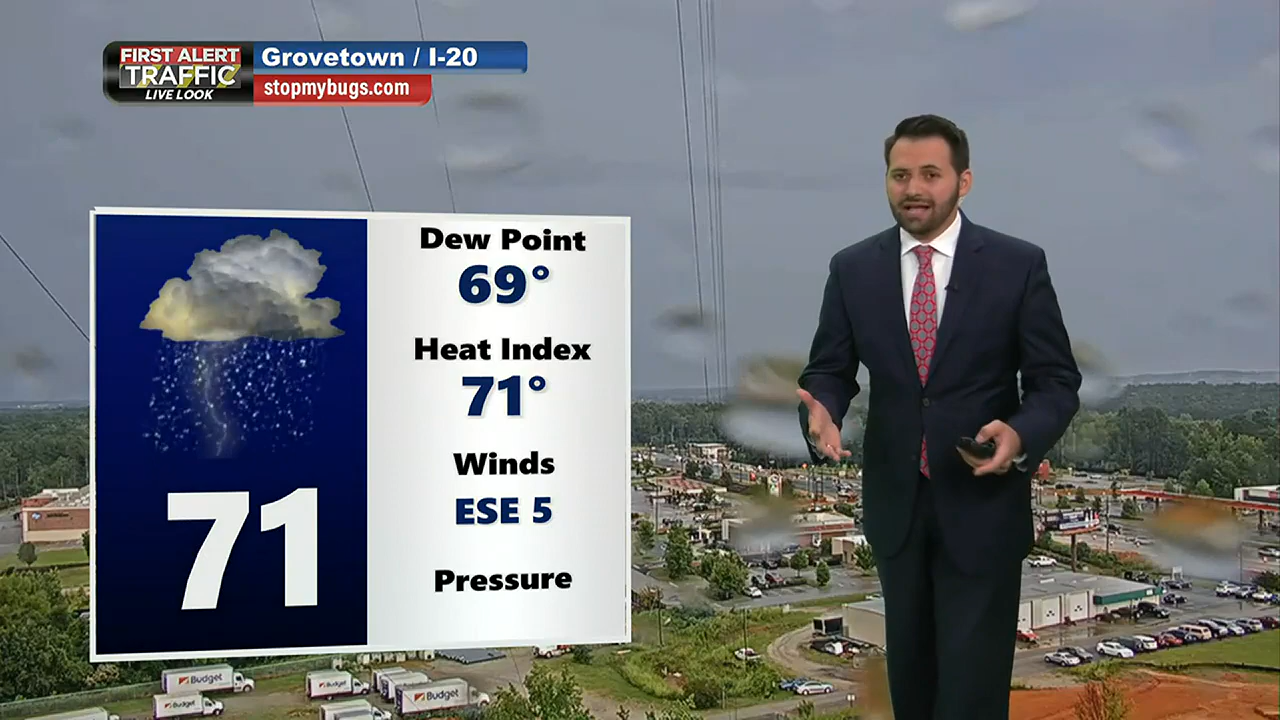 FIRST ALERT
TRAFFIC
LIVE LOOK
Grovetown / I-20
stopmybugs.com
Dew Point
69°
Heat Index
71°
Winds
ESE 5
Pressure
71
Budget
Budget
Budget